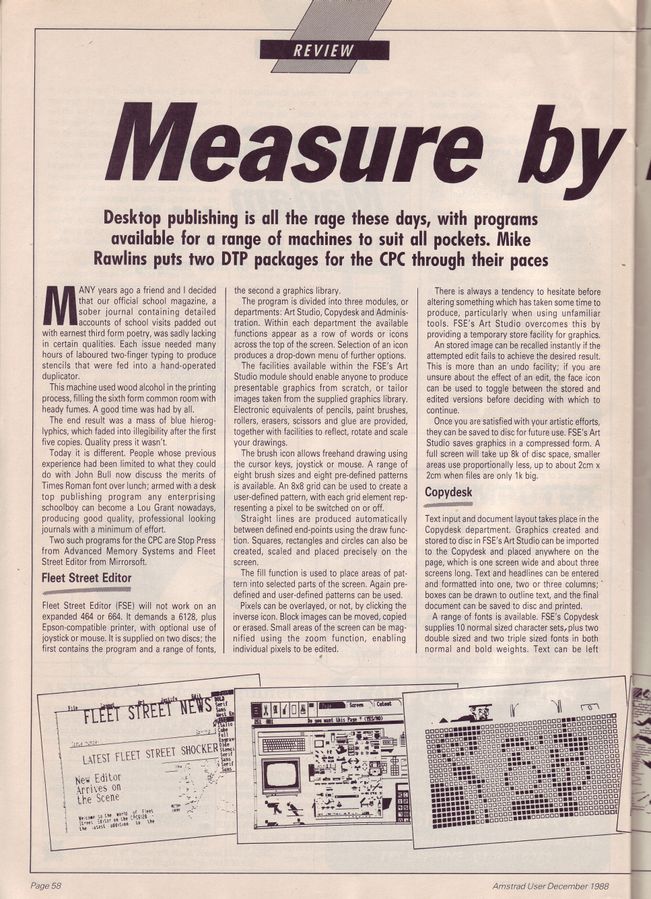 REVIEW
Measure by
Desktop publishing is all the rage these days, with programs
available for a range of machines to suit all pockets. Mike
Rawlins puts two DTP packages for the CPC through their paces
MANY years ago a friend and I decided
that our official school magazine, a
sober journal containing detailed
accounts of school visits padded out
with earnest third form poetry, was sadly lacking
in certain qualities. Each issue needed many
hours of laboured two-finger typing to produce
stencils that were fed into a hand-operated
duplicator.
This machine used wood alcohol in the printing
process, filling the sixth form common room with
heady fumes. A good time was had by all.
The end result was a mass of blue hierog-
lyphics, which faded into illegibility after the first
five copies. Quality press it wasn't.
Today it is different. People whose previous
experience had been limited to what they could
do with John Bull now discuss the merits of
Times Roman font over lunch; armed with a desk
top publishing program any enterprising
schoolboy can become a Lou Grant nowadays,
producing good quality, professional looking
journals with a minimum of effort.
Two such programs for the CPC are Stop Press
from Advanced Memory Systems and Fleet
Street Editor from Mirrorsoft.
Fleet Street Editor
Fleet Street Editor (FSE) will not work on an
expanded 464 or 664. It demands a 6128, plus
Epson-compatible printer, with optional use of
joystick or mouse. It is supplied on two discs; the
first contains the program and a range of fonts,
the second a graphics library.
The program is divided into three modules, or
departments: Art Studio, Copydesk and Adminis-
tration. Within each department the available
functions appear as a row of words or icons
across the top of the screen. Selection of an icon
produces a drop-down menu of further options.
The facilities available within the FSE's Art
Studio module should enable anyone to produce
presentable graphics from scratch, or tailor
images taken from the supplied graphics library.
Electronic equivalents of pencils, paint brushes,
rollers, erasers, scissors and glue are provided,
together with facilities to reflect, rotate and scale
your drawings.
The brush icon allows freehand drawing using
the cursor keys, joystick or mouse. A range of
eight brush sizes and eight pre-defined patterns
is available. An 8x8 grid can be used to create a
user-defined pattern, with each grid element rep-
resenting a pixel to be switched on or off.
Straight lines are produced automatically
between defined end-points using the draw func-
tion. Squares, rectangles and circles can also be
created, scaled and placed precisely on the
screen.
The fill function is used to place areas of pat-
tern into selected parts of the screen. Again pre-
defined and user-defined patterns can be used.
Pixels can be overlayed, or not, by clicking the
inverse icon. Block images can be moved, copied
or erased. Small areas of the screen can be mag-
nified using the zoom function, enabling
individual pixels to be edited.
There is always a tendency to hesitate before
altering something which has taken some time to
produce, particularly when using unfamiliar
tools. FSE's Art Studio overcomes this by
providing a temporary store facility for graphics.
An stored image can be recalled instantly if the
attempted edit fails to achieve the desired result.
This is more than an undo facility; if you are
unsure about the effect of an edit, the face icon
can be used to toggle between the stored and
edited versions before deciding with which to
continue.
Once you are satisfied with your artistic efforts,
they can be saved to disc for future use. FSE's Art
Studio saves graphics in a compressed form. A
full screen will take up 8k of disc space, smaller
areas use proportionally less, up to about 2cm x
2cm when files are only 1k big.
Copydesk
Text input and document layout takes place in the
Copydesk department. Graphics created and
stored to disc in FSE's Art Studio can be imported
to the Copydesk and placed anywhere on the
page, which is one screen wide and about three
screens long. Text and headlines can be entered
and formatted into one, two or three columns;
boxes can be drawn to outline text, and the final
document can be saved to disc and printed.
A range of fonts is available. FSE's Copydesk
supplies 10 normal sized character sets, plus two
double sized and two triple sized fonts in both
normal and bold weights. Text can be left
File
Edit
FLEET STREET NEWS
LATEST FLEET STREET SHOCKER
New Editor
Arrives on
the Scene
Welcome to the world of Fleet
Street Editor on the CPC6128
the latest addition to the
Screen
Cutout
Do you want this Page ? (YES/NO)
Page 58
Amstrad User December 1988